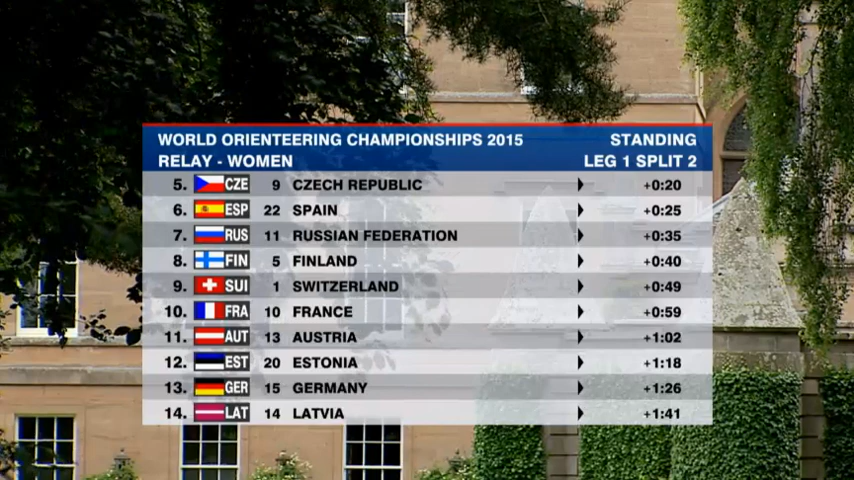 WORLD ORIENTEERING CHAMPIONSHIPS 2015 STANDING
RELAY - WOMEN LEG 1 SPLIT 2
5. CZE 9 CZECH REPUBLIC +0:20
6. ESP 22 SPAIN +0:25
7. RUS 11 RUSSIAN FEDERATION +0:35
8. FIN 5 FINLAND +0:40
9. SUI 1 SWITZERLAND +0:49
10. FRA 10 FRANCE +0:59
11. AUT 13 AUSTRIA +1:02
12. EST 20 ESTONIA +1:18
13. GER 15 GERMANY +1:26
14. LAT 14 LATVIA +1:41